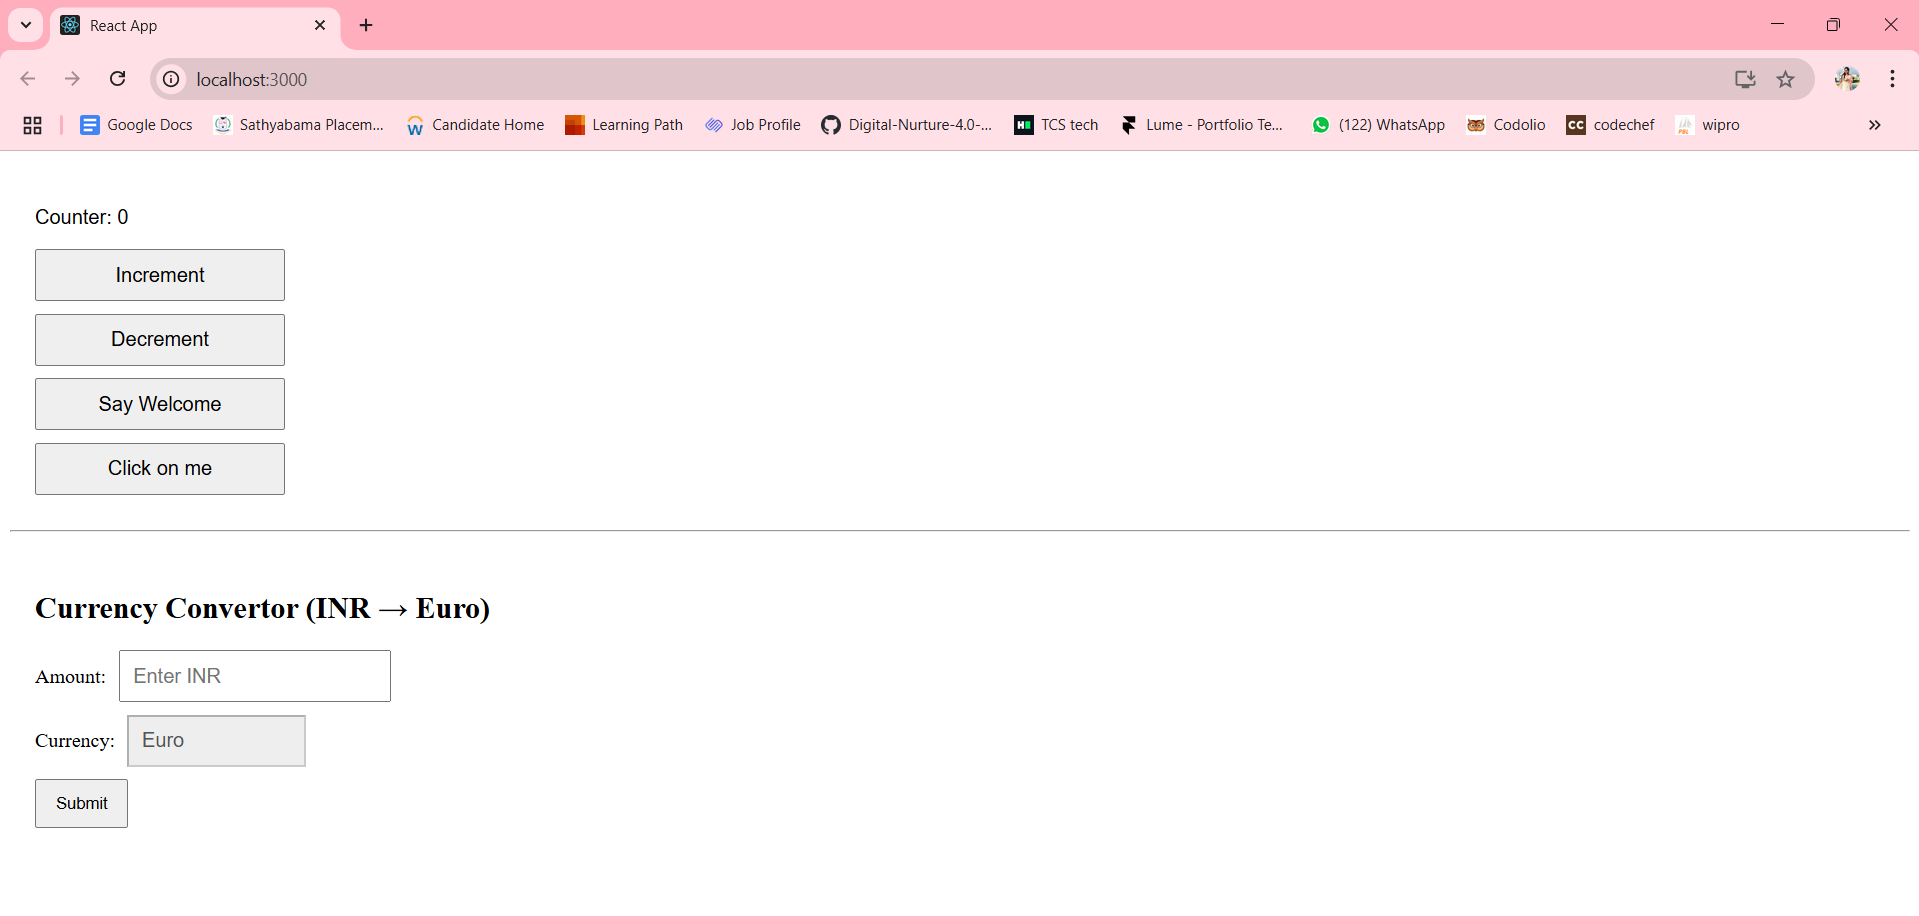 React App
localhost:3000
Google Docs Sathyabama Placem... Candidate Home Learning Path Job Profile Digital-Nurture-4.0-... TCS tech Lume - Portfolio Te... (122) WhatsApp Codolio CC codechef wipro
Counter: 0
Increment
Decrement
Say Welcome
Click on me
Currency Convertor (INR → Euro)
Amount: Enter INR
Currency: Euro
Submit